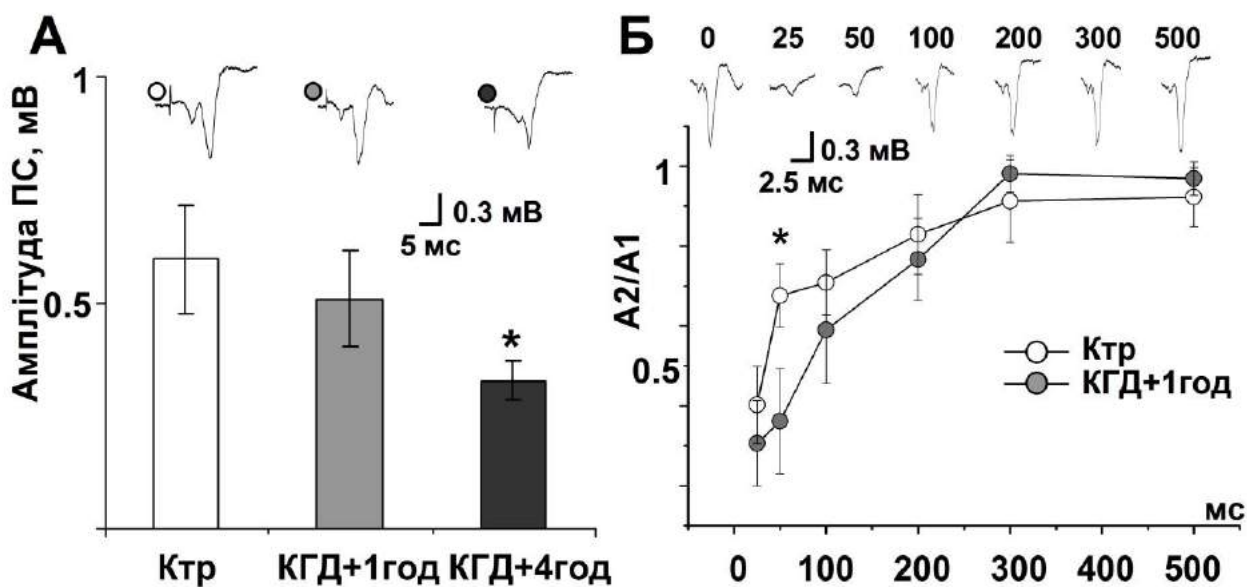 А
1
Амплітуда ПС, мВ
0.5
0.3 мВ
5 мс
*
Ктр
КГД+1год
КГД+4год
Б
0 25 50 100 200 300 500
0.3 мВ
2.5 мс
1
A2/A1
0.5
*
Ктр
КГД+1год
мс
0 100 200 300 400 500